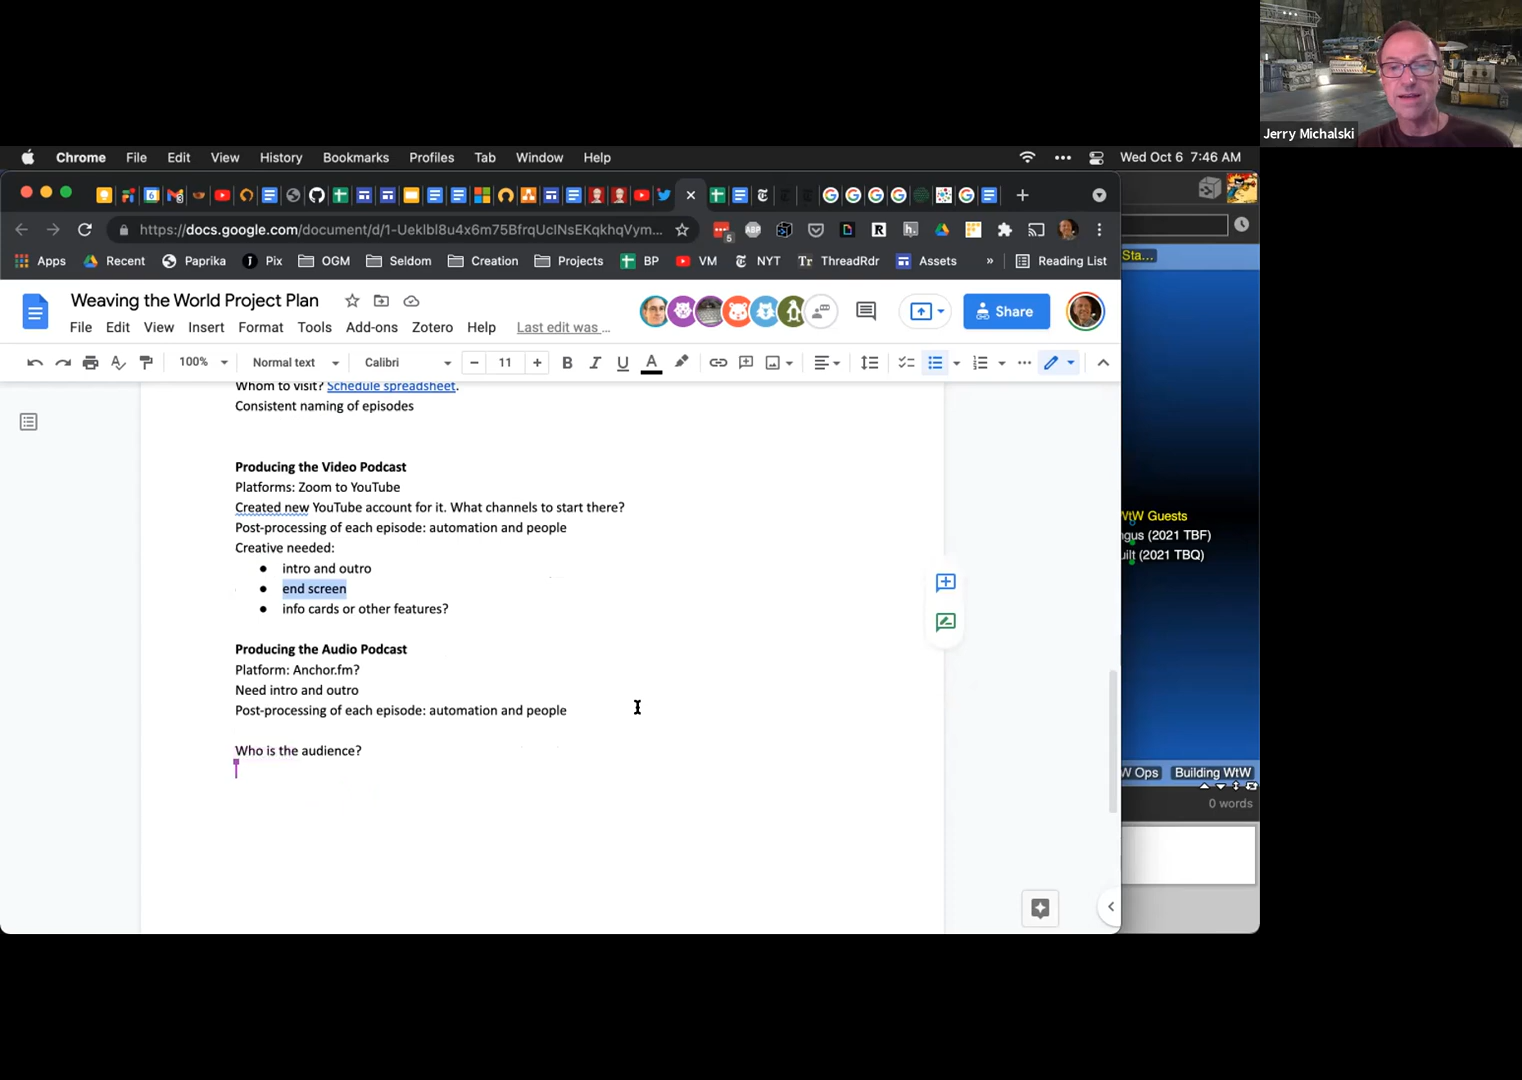 Jerry Michalski
Chrome File Edit View History Bookmarks Profiles Tab Window Help Wed Oct 6 7:46 AM
https://docs.google.com/document/d/1-UekIbl8u4x6m75BfrqUclNsEKqkhqVym...
Apps Recent Paprika Pix OGM Seldom Creation Projects BP VM NYT ThreadRdr Assets » Reading List
Sta...
Weaving the World Project Plan
Share
File Edit View Insert Format Tools Add-ons Zotero Help Last edit was ...
100% Normal text Calibri 11 B I U A
Whom to visit? Schedule spreadsheet.
Consistent naming of episodes
Producing the Video Podcast
Platforms: Zoom to YouTube
Created new YouTube account for it. What channels to start there?
Post-processing of each episode: automation and people
Creative needed:
● intro and outro
● end screen
● info cards or other features?
Producing the Audio Podcast
Platform: Anchor.fm?
Need intro and outro
Post-processing of each episode: automation and people
Who is the audience?
WtW Guests
ngus (2021 TBF)
uilt (2021 TBQ)
W Ops Building WtW
0 words